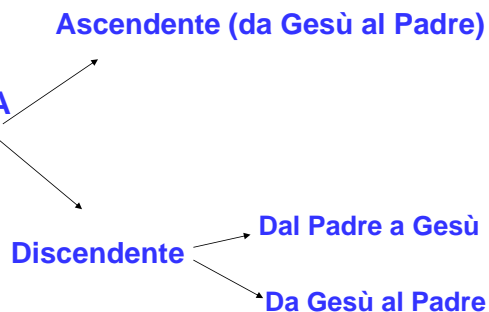 Ascendente (da Gesù al Padre)
A
Dal Padre a Gesù
Discendente
Da Gesù al Padre